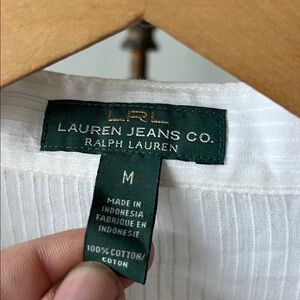 LRL
LAUREN JEANS CO.
RALPH LAUREN
M
MADE IN
INDONESIA
FABRIQUE EN
INDONESIE
100% COTTON/
COTON